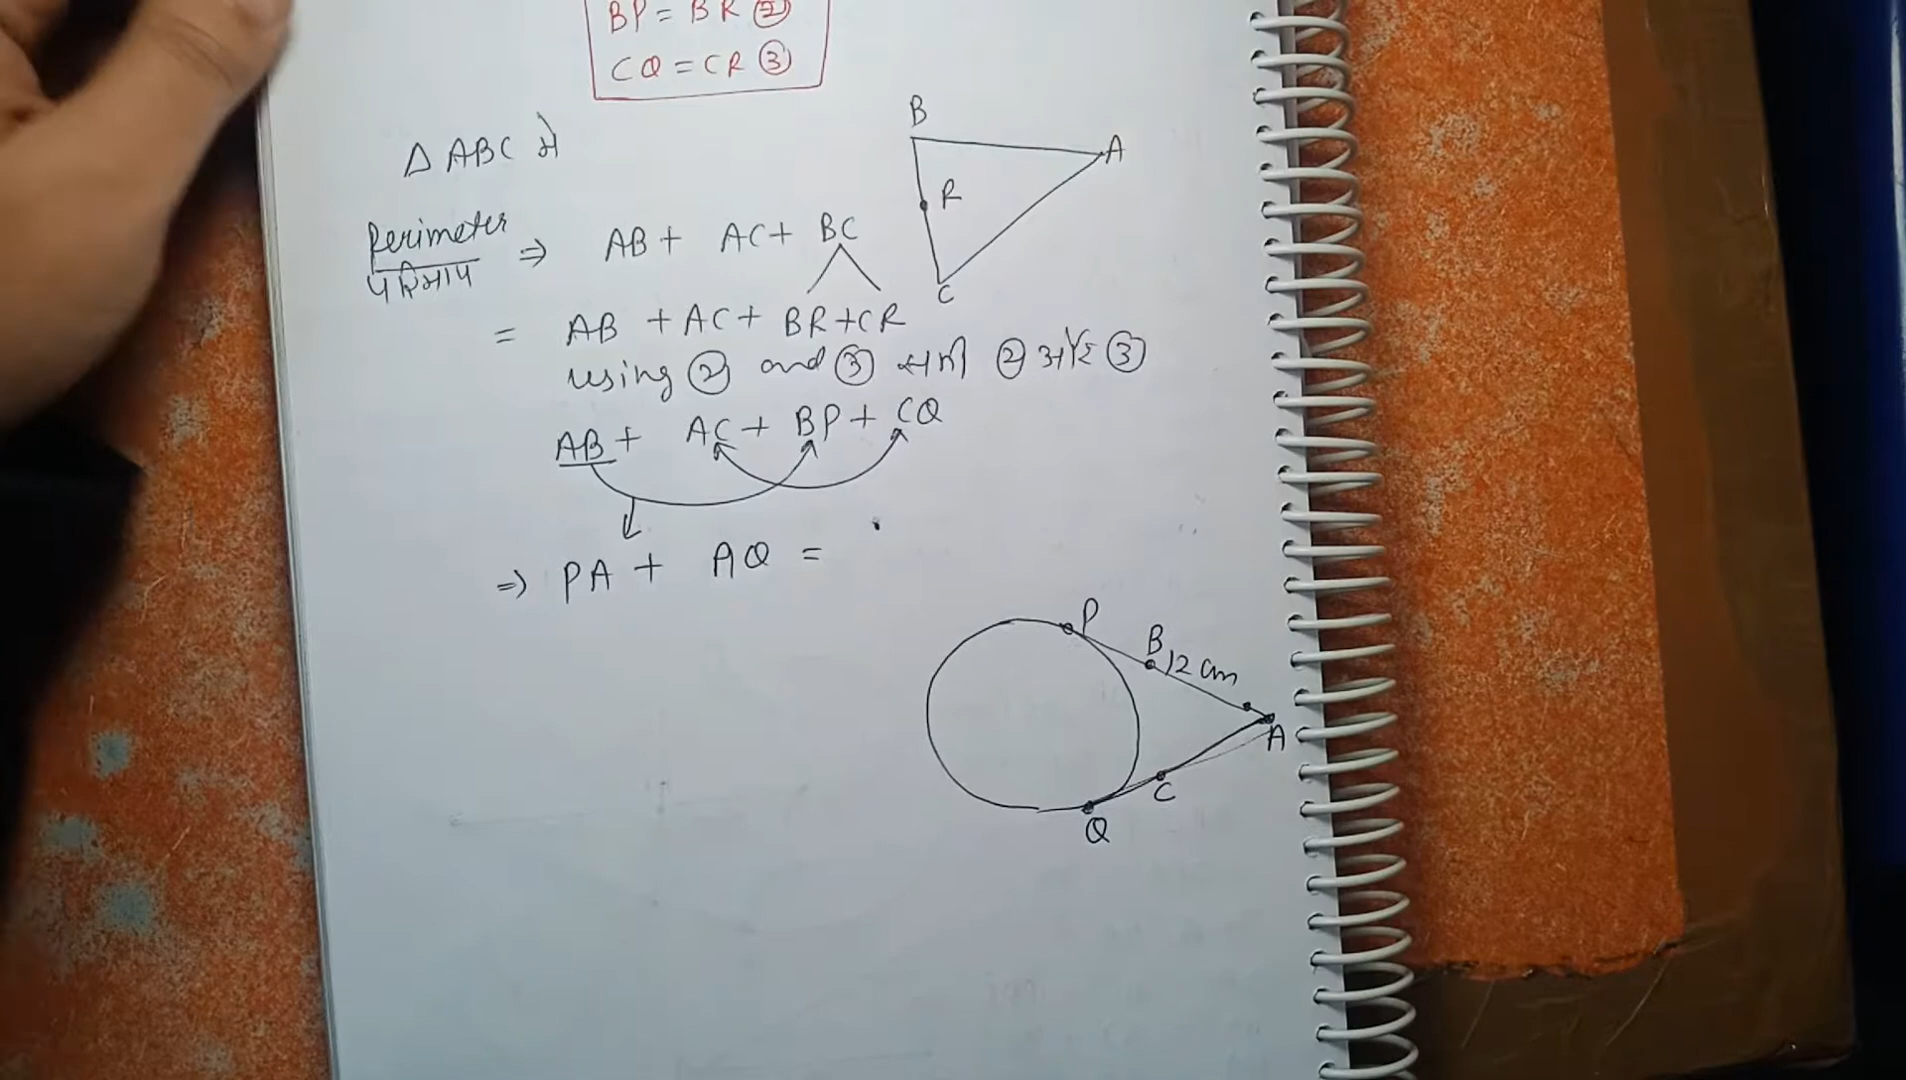 BP = BR ②
CQ = CR ③
△ ABC में
Perimeter ⇒ AB + AC + BC
परिमाप
= AB + AC + BR + CR
using ② and ③ समी ② और ③
AB + AC + BP + CQ
⇒ PA + AQ =
B
A
R
C
P
B
12 cm
A
C
Q